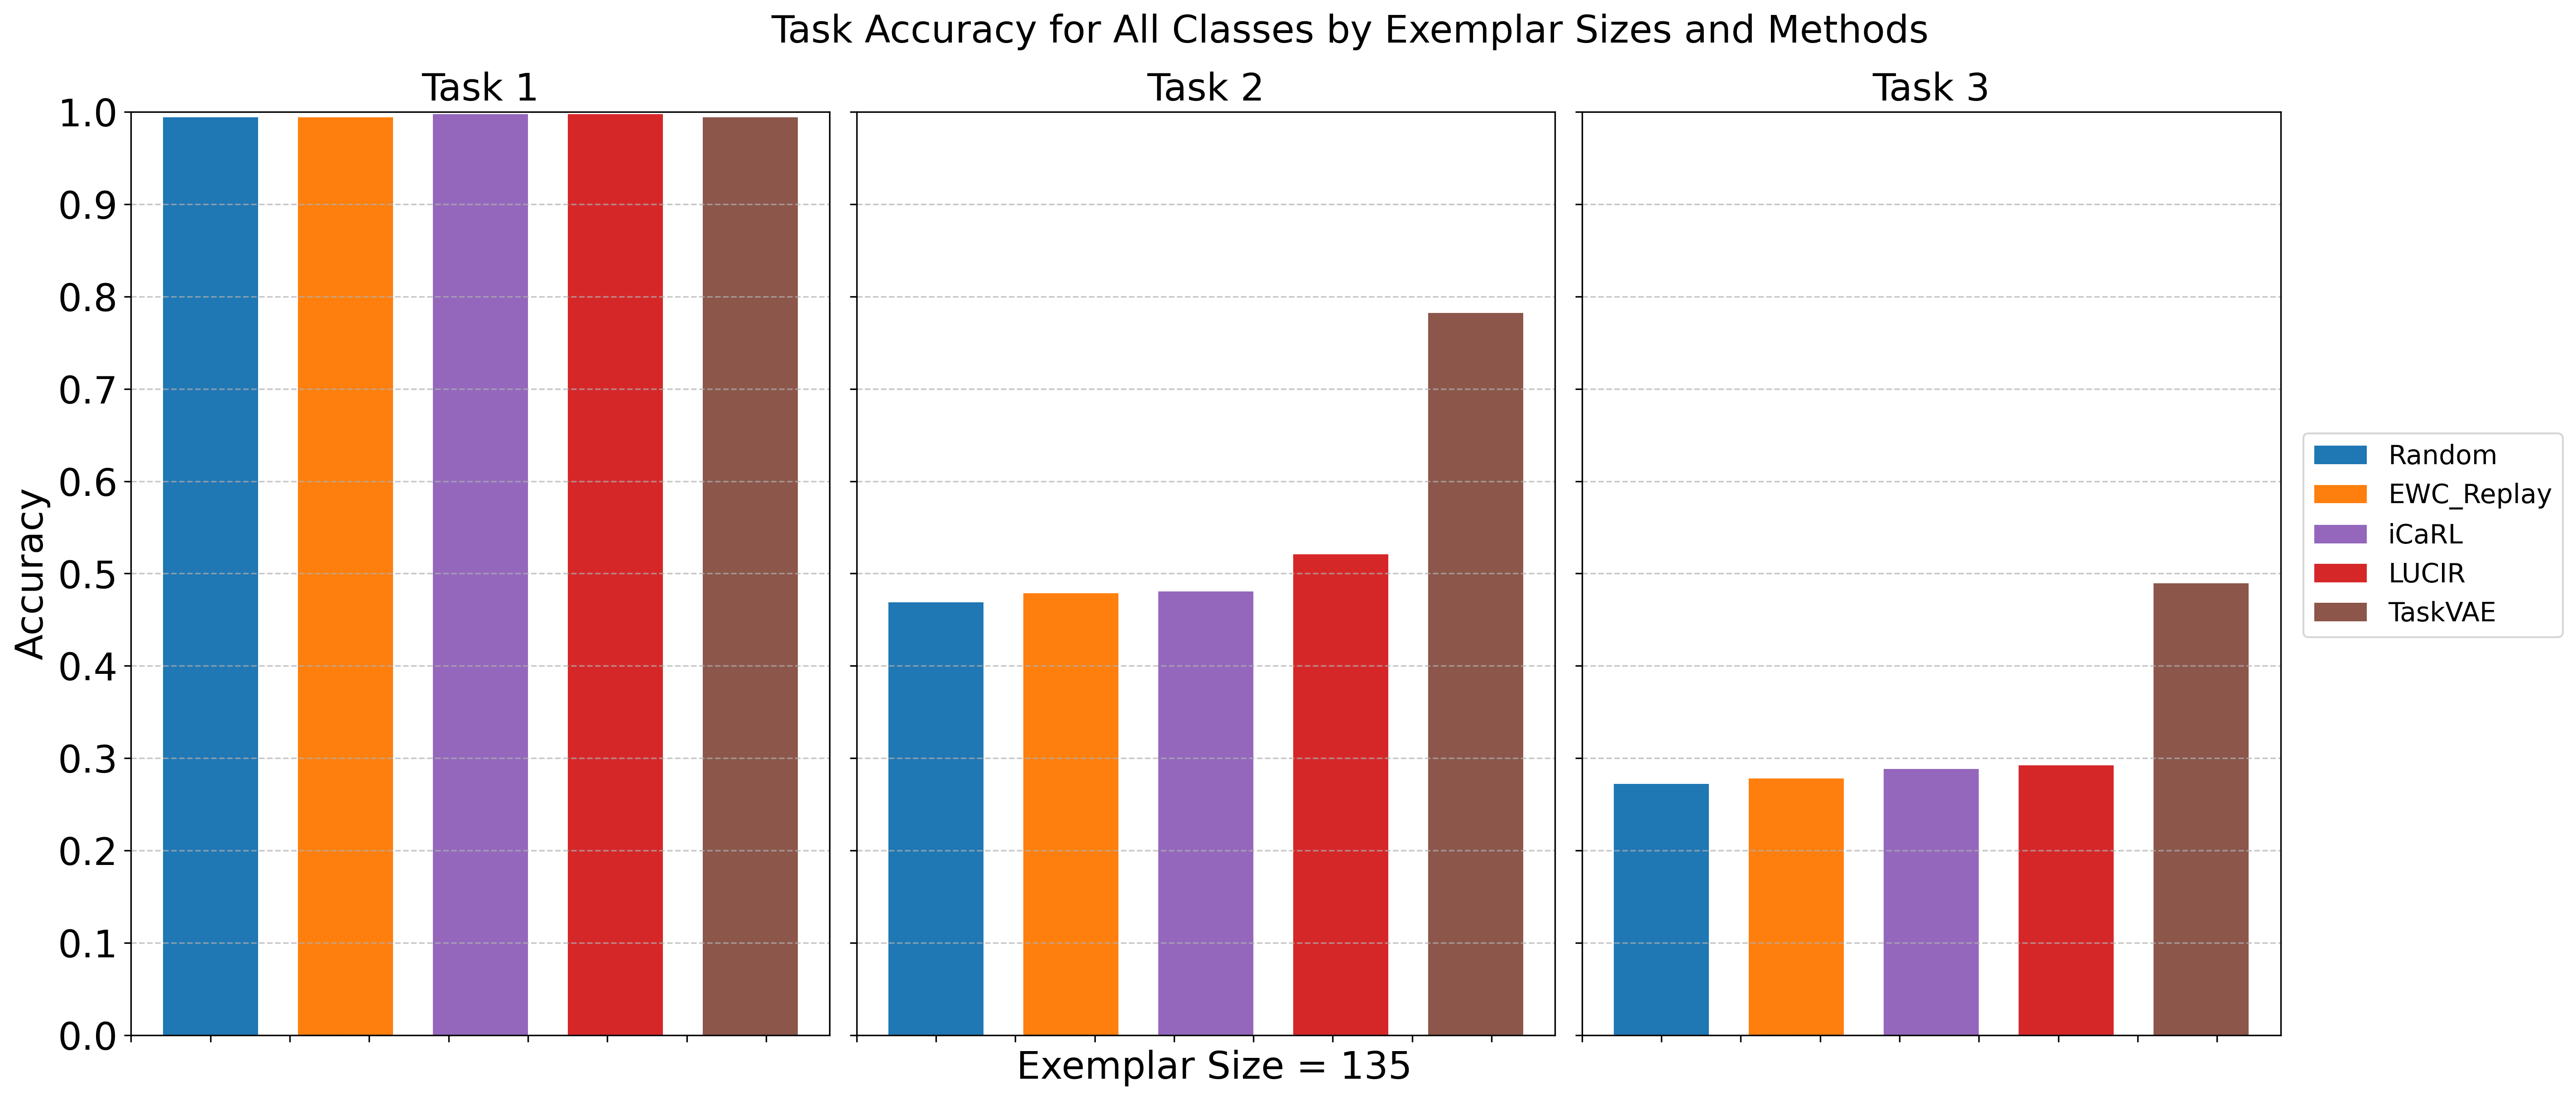 Task Accuracy for All Classes by Exemplar Sizes and Methods
Task 1
Task 2
Task 3
1.0
0.9
0.8
0.7
0.6
0.5
0.4
0.3
0.2
0.1
0.0
Accuracy
Exemplar Size = 135
Random
EWC_Replay
iCaRL
LUCIR
TaskVAE